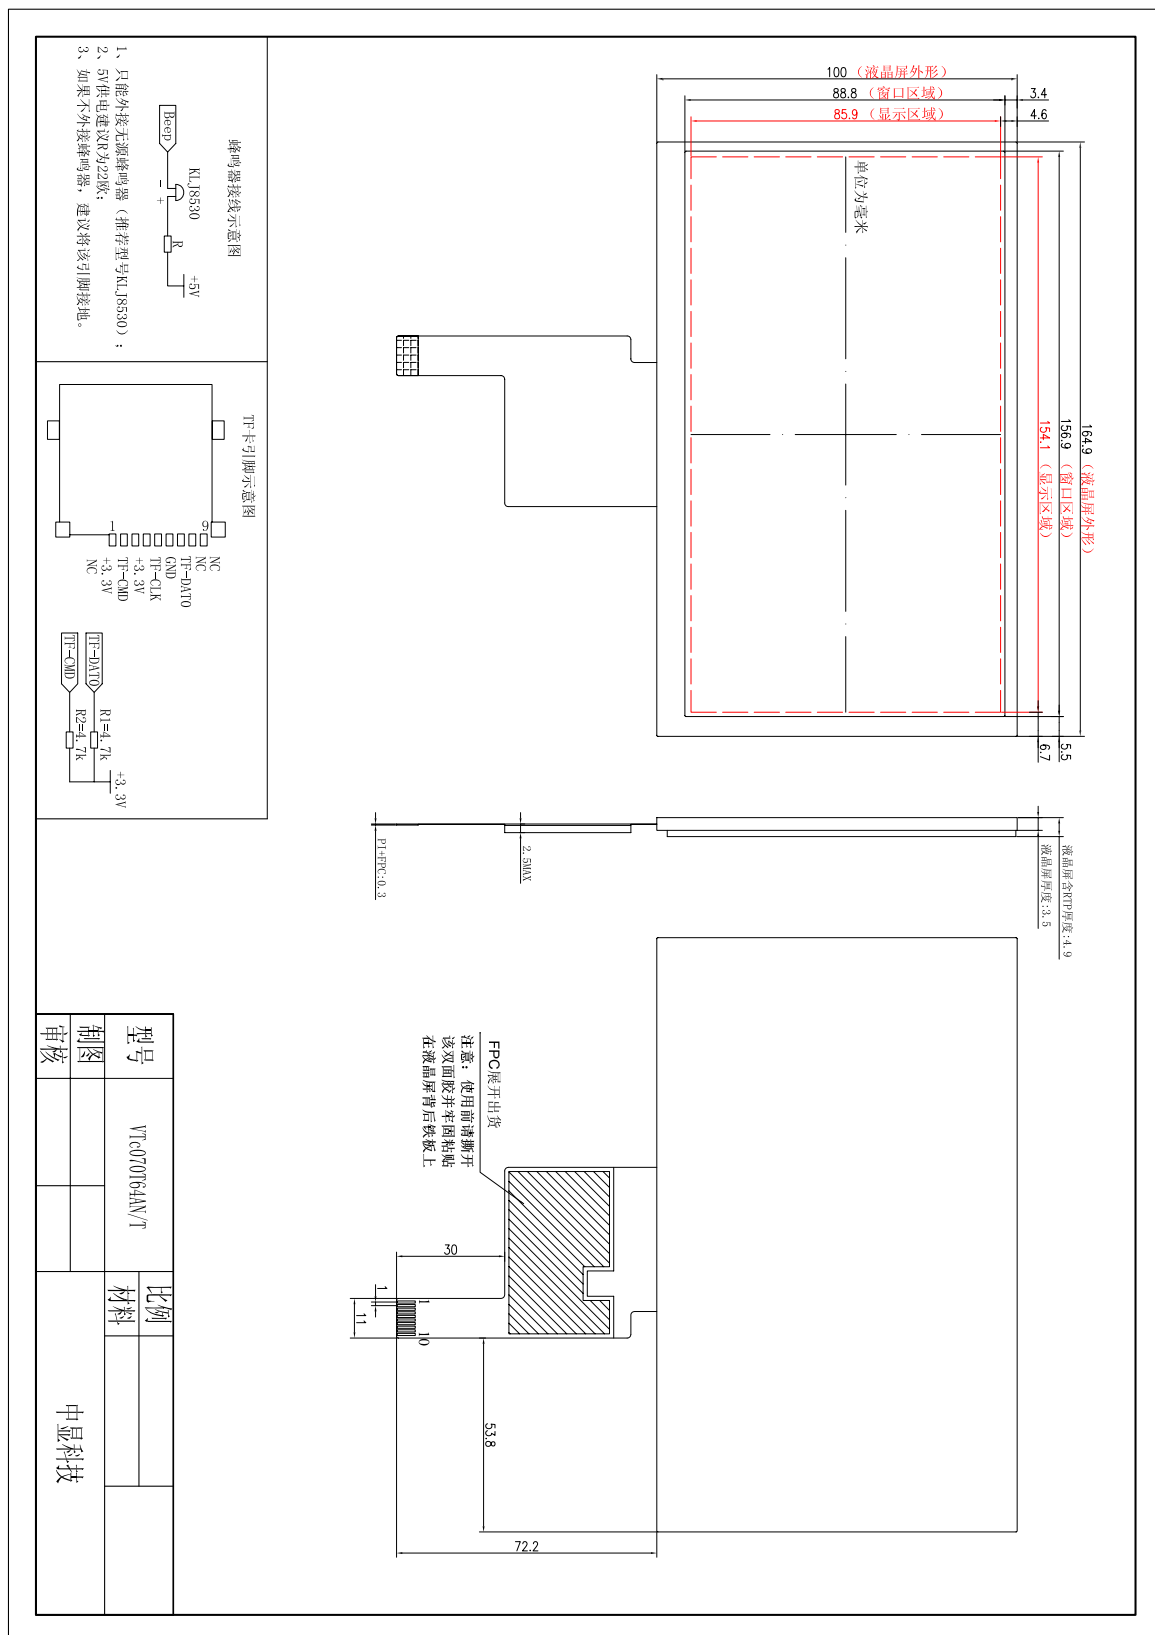 100 （液晶屏外形）
88.8 （窗口区域）
85.9 （显示区域）
3.4
4.6
单位为毫米
164.9 （液晶屏外形）
156.9 （窗口区域）
154.1 （显示区域）
5.5
6.7
蜂鸣器接线示意图
Beep
KLJ8530
- +
R
+5V
1、只能外接无源蜂鸣器（推荐型号KLJ8530）；
2、5V供电建议R为22欧；
3、如果不外接蜂鸣器，建议将该引脚接地。
TF卡引脚示意图
1
9
NC
NC
TF-DAT0
GND
TF-CLK
+3.3V
TF-CMD
+3.3V
NC
TF-DAT0
R1=4.7k
TF-CMD
R2=4.7k
+3.3V
液晶屏含RTP厚度:4.9
液晶屏厚度:3.5
2.5MAX
PI+FPC:0.3
FPC展开出货
注意：使用前请撕开
该双面胶并牢固粘贴
在液晶屏背后铁板上
30
1
11
1
10
53.8
72.2
型号
VTc070T64AN/T
比例
制图
材料
审核
中显科技